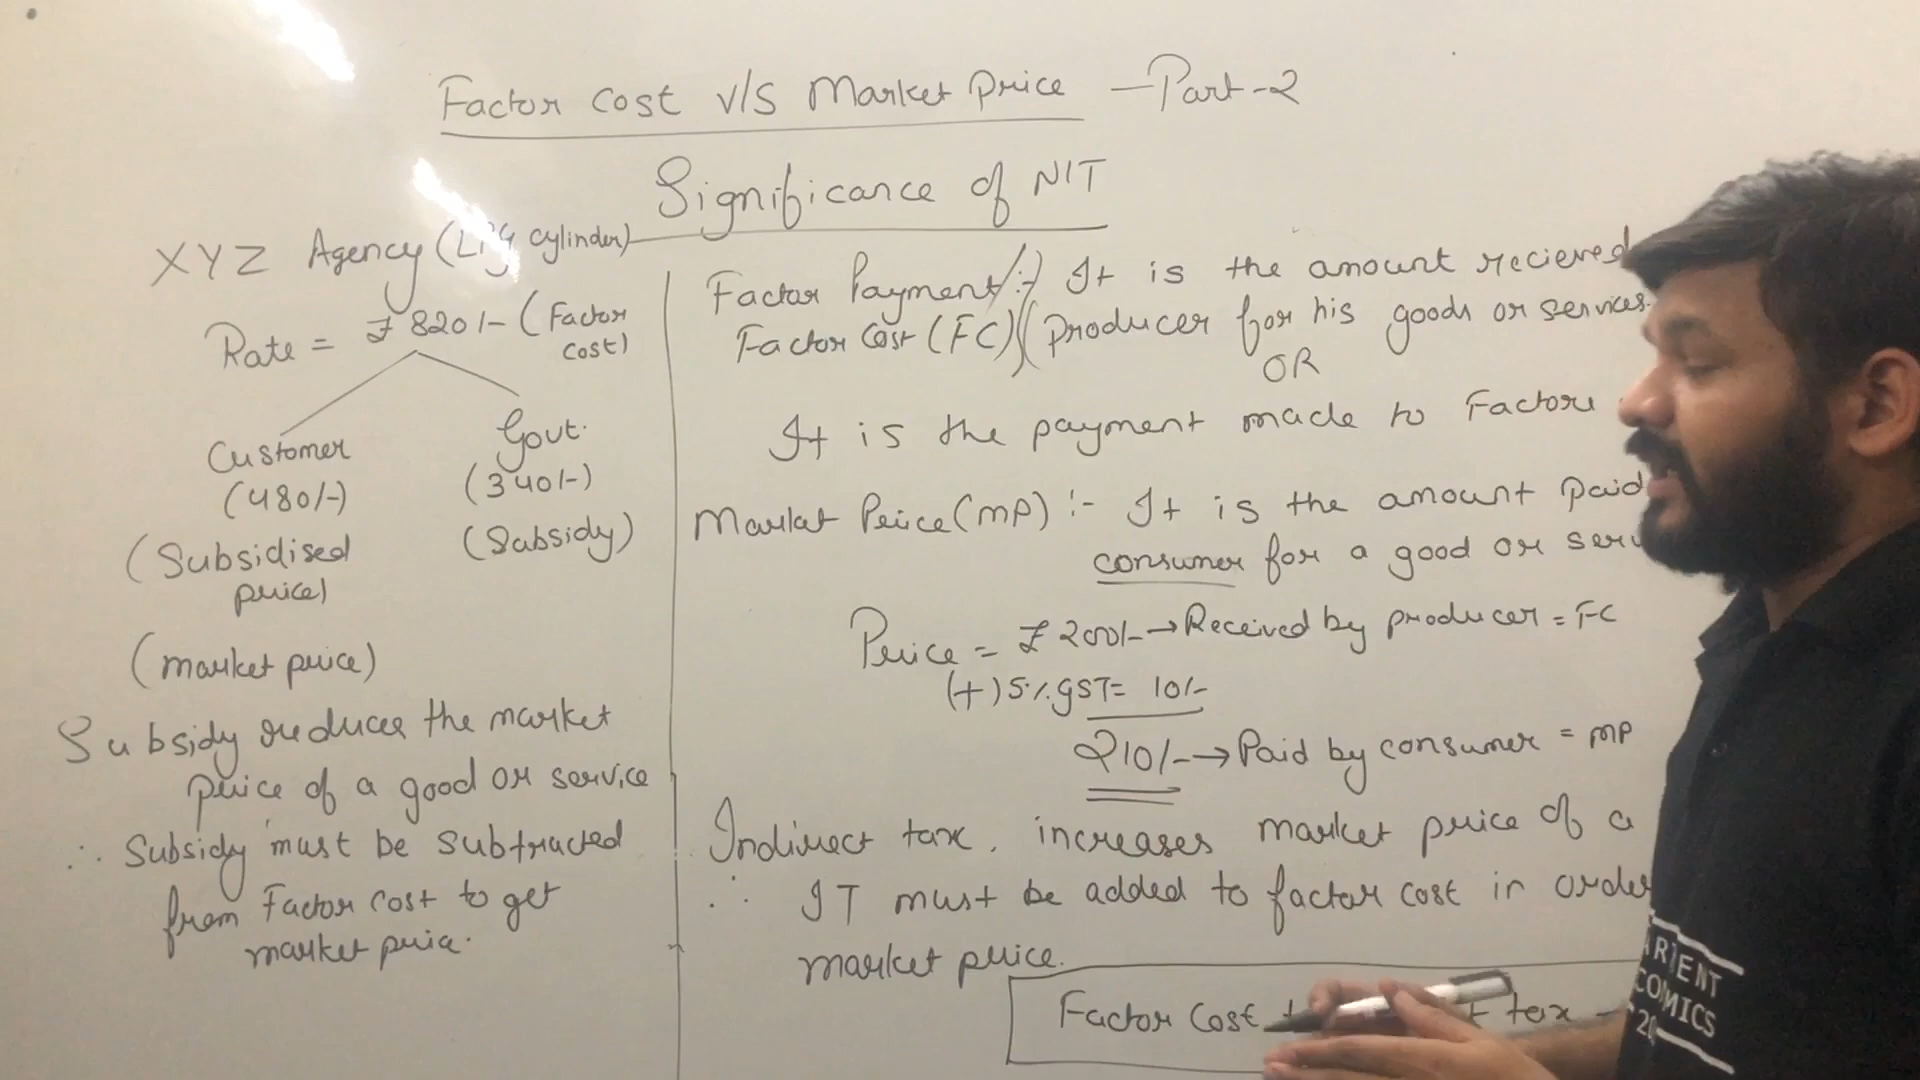 Factor Cost v/s Market Price - Part-2
Significance of NIT
XYZ Agency (LPG cylinder)
Rate = ₹ 820/- (Factor
cost)
Customer
(480/-)
(Subsidised
price)
(market price)
Govt.
(340/-)
(Subsidy)
Subsidy reduces the market
price of a good or service
∴ Subsidy must be subtracted
from Factor Cost to get
market price.
Factor Payment/:-) It is the amount recieved
Factor Cost (FC) ( Producer for his goods or services.
OR
It is the payment made to Factors
Market Price (MP) :- It is the amount paid
consumer for a good or
Price = ₹ 200/- → Received by producer = FC
(+) 5% GST = 10/-
210/- → Paid by consumer = MP
Indirect tax, increases market price of a
∴ IT must be added to factor cost in
market price.
Factor Cost + tax -